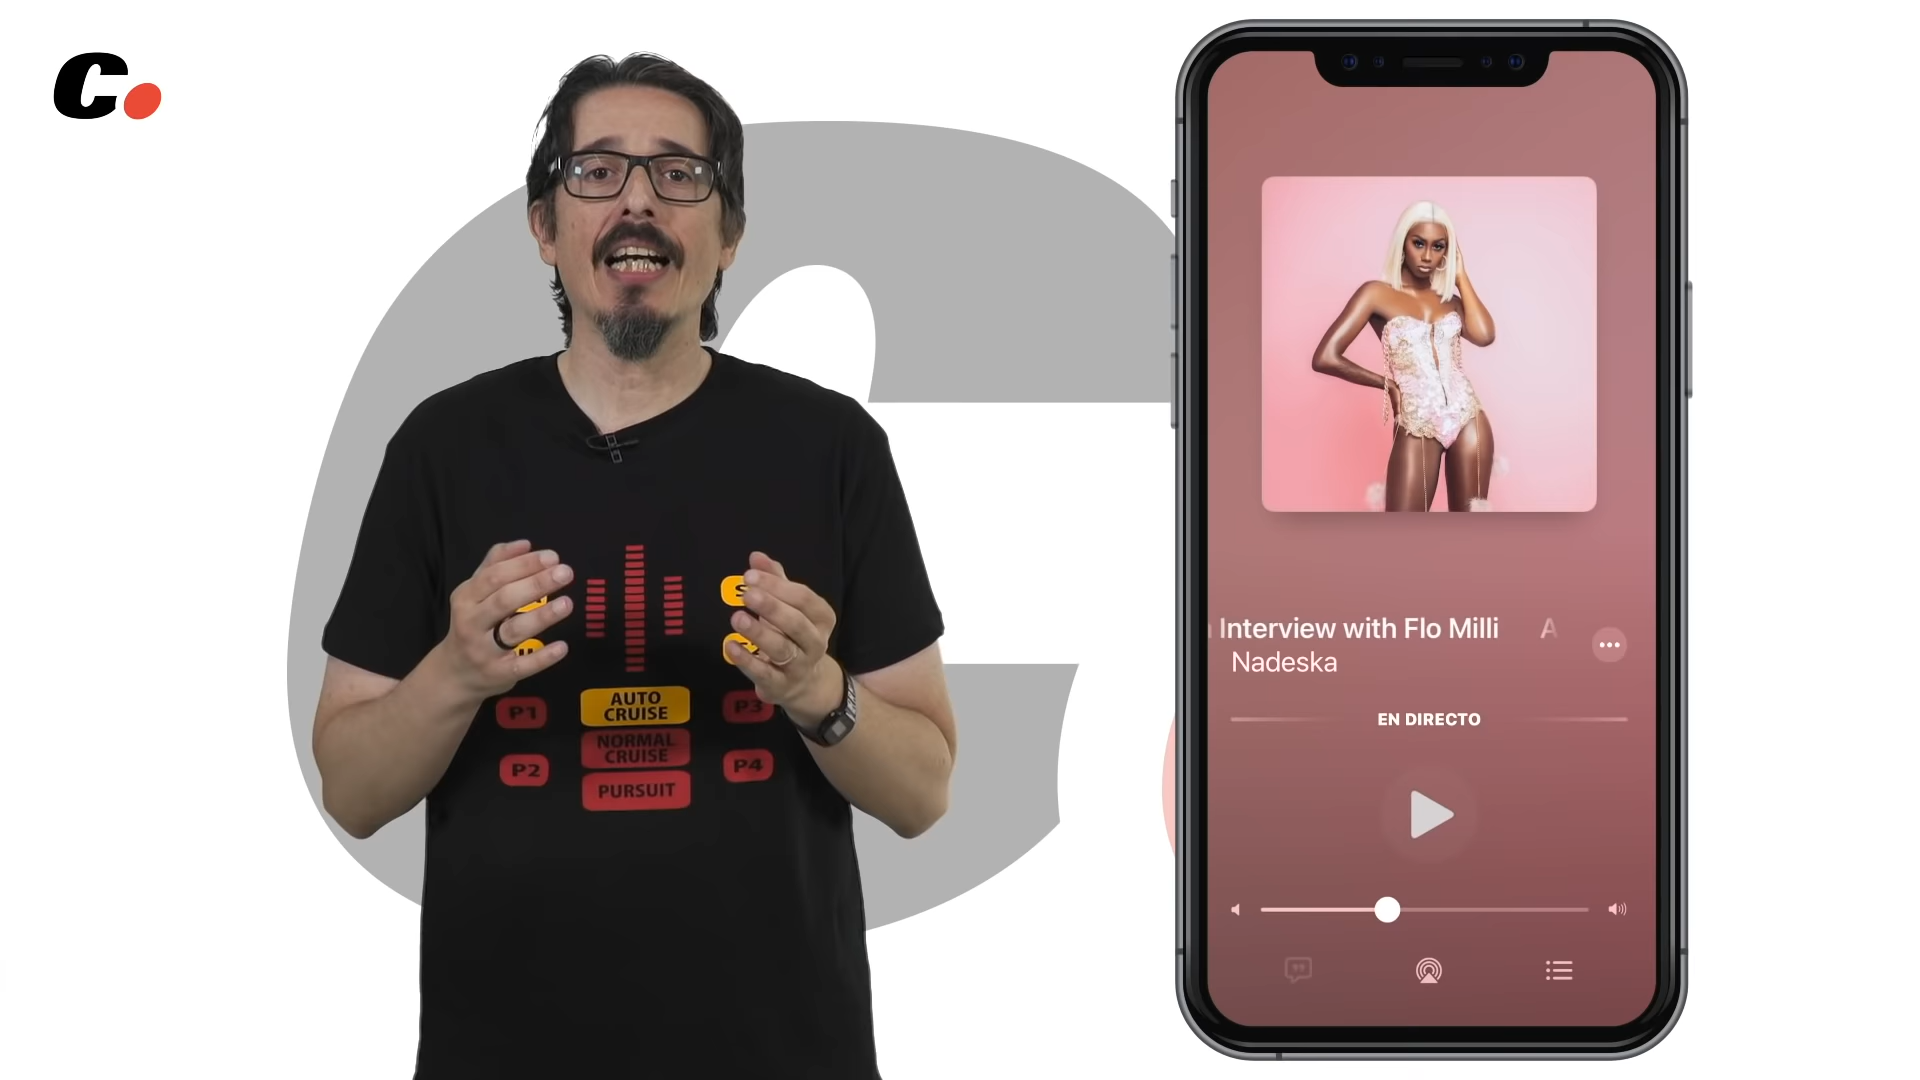 C.
Interview with Flo Milli A
Nadeska
EN DIRECTO
S
P1
AUTO
CRUISE
P3
NORMAL
CRUISE
P2
P4
PURSUIT